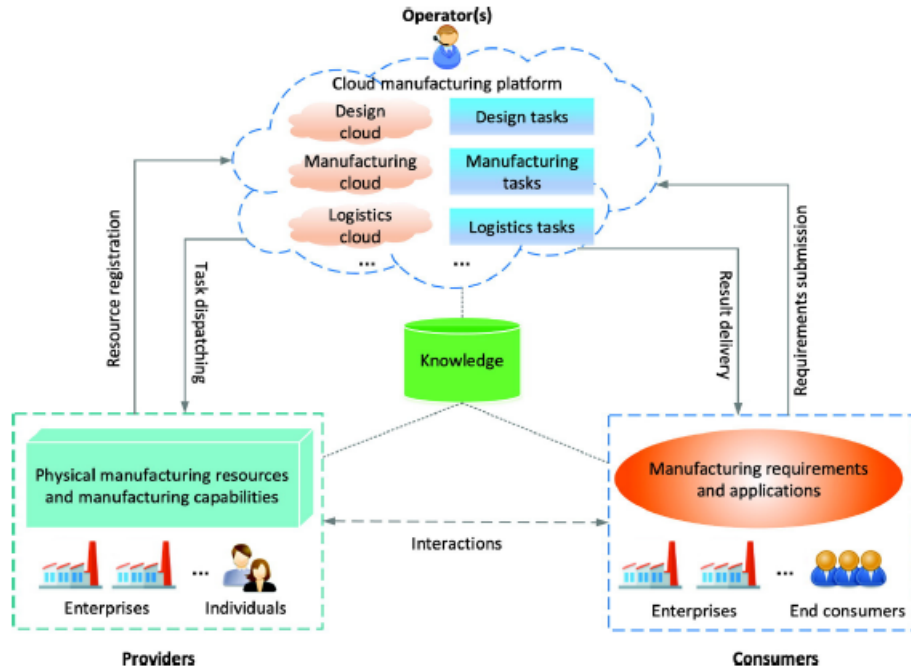 Operator(s)
Cloud manufacturing platform
Design
cloud
Design tasks
Manufacturing
cloud
Manufacturing
tasks
Logistics
cloud
Logistics tasks
...
...
Resource registration
Task dispatching
Result delivery
Requirements submission
Knowledge
Physical manufacturing resources
and manufacturing capabilities
Manufacturing requirements
and applications
Interactions
...
Enterprises
Individuals
...
Enterprises
End consumers
Providers
Consumers